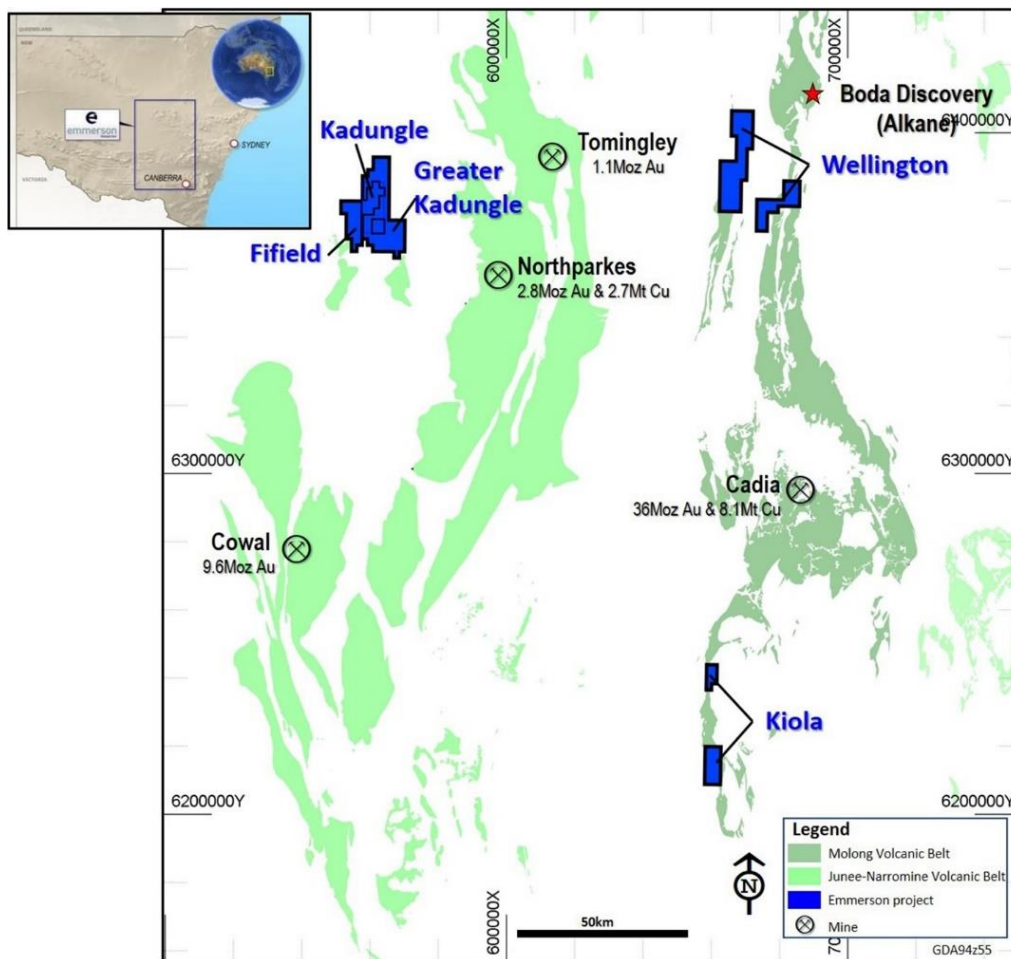 QUEENSLAND
NSW
e
emmerson
SYDNEY
VICTORIA
CANBERRA
600000X
700000X
Boda Discovery
(Alkane)
6400000Y
Kadungle
Greater
Kadungle
Fifield
Tomingley
1.1Moz Au
Wellington
Northparkes
2.8Moz Au & 2.7Mt Cu
6300000Y
6300000Y
Cadia
36Moz Au & 8.1Mt Cu
Cowal
9.6Moz Au
Kiola
6200000Y
6200000Y
Legend
Molong Volcanic Belt
Junee-Narromine Volcanic Belt
Emmerson project
Mine
N
600000X
50km
GDA94z55